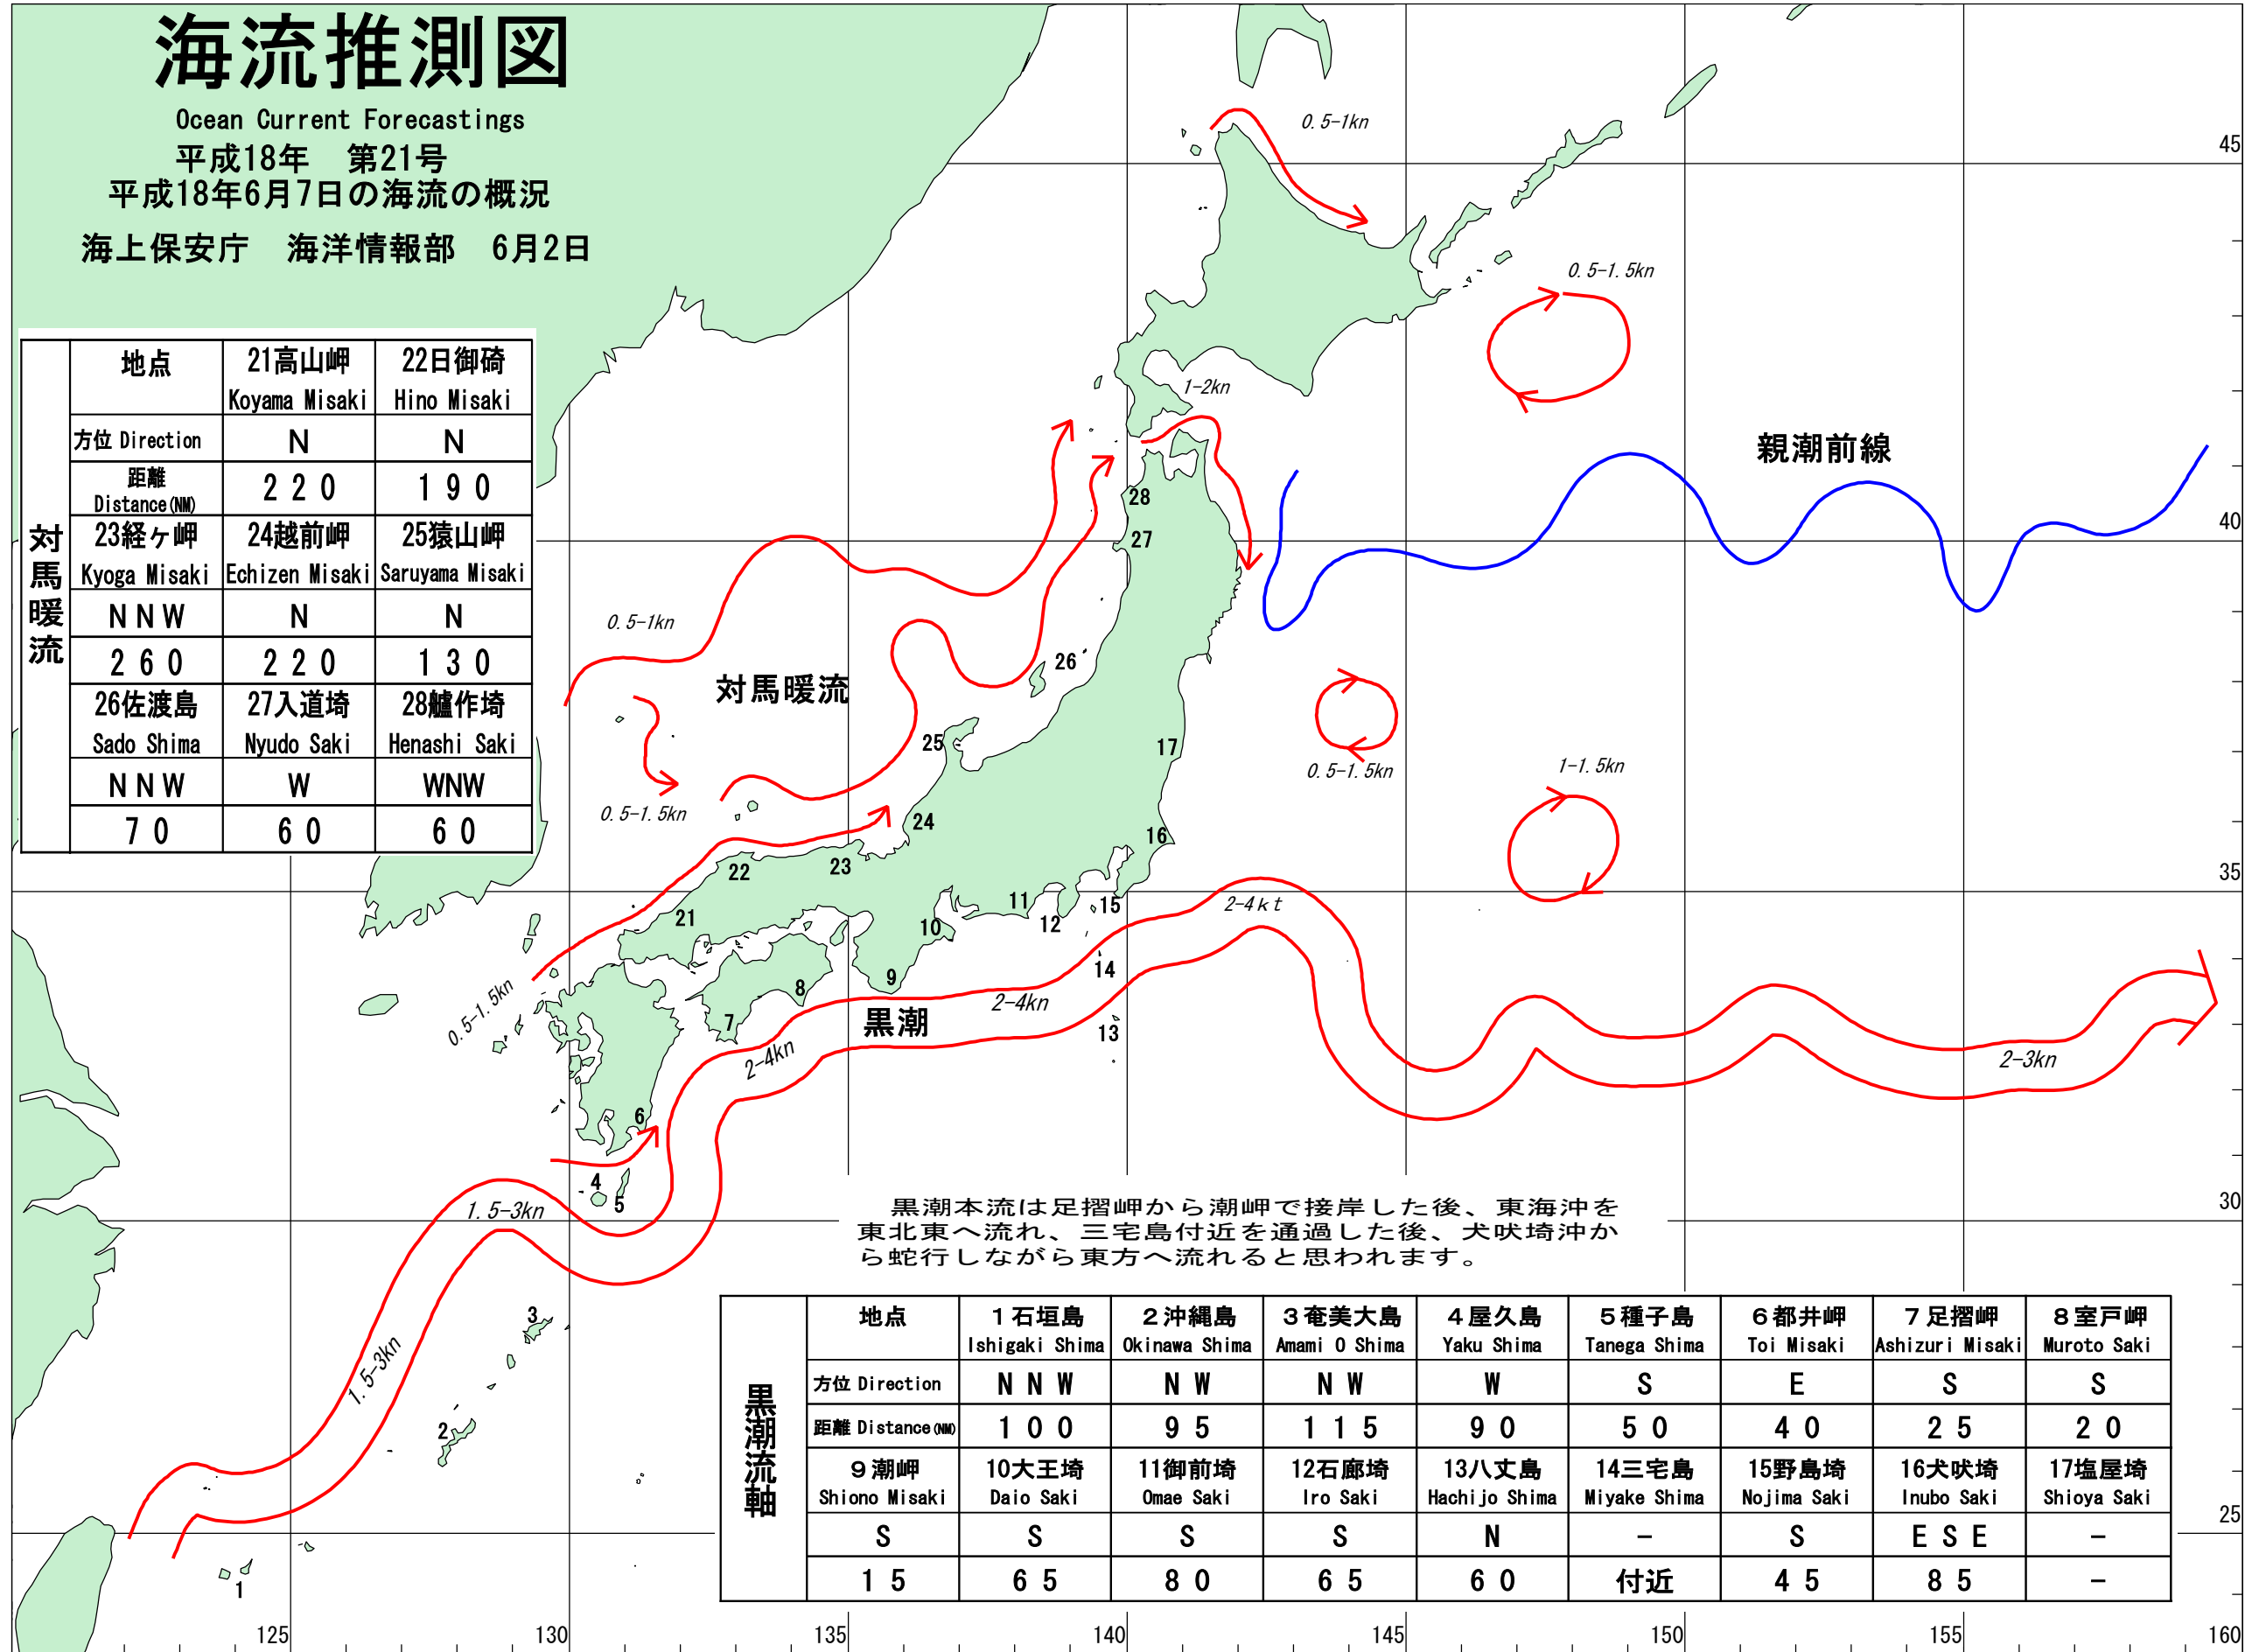 海流推測図
Ocean Current Forecastings
平成18年　第21号
平成18年6月7日の海流の概況
海上保安庁　海洋情報部　6月2日
対馬暖流
地点 21高山岬 22日御碕
Koyama Misaki Hino Misaki
方位 Direction N N
距離 Distance(NM) 220 190
23経ヶ岬 24越前岬 25猿山岬
Kyoga Misaki Echizen Misaki Saruyama Misaki
NNW N N
260 220 130
26佐渡島 27入道埼 28艫作埼
Sado Shima Nyudo Saki Henashi Saki
NNW W WNW
70 60 60
0.5-1kn
0.5-1.5kn
1-2kn
親潮前線
0.5-1kn
対馬暖流
0.5-1.5kn
0.5-1.5kn
0.5-1.5kn
1-1.5kn
2-4kt
2-4kn
黒潮
2-4kn
2-3kn
1.5-3kn
1.5-3kn
28
27
26
25
24
23
22
21
17
16
15
14
13
12
11
10
9
8
7
6
5
4
3
2
1
45
40
35
30
25
黒潮本流は足摺岬から潮岬で接岸した後、東海沖を
東北東へ流れ、三宅島付近を通過した後、犬吠埼沖か
ら蛇行しながら東方へ流れると思われます。
黒潮流軸
地点 1石垣島 2沖縄島 3奄美大島 4屋久島 5種子島 6都井岬 7足摺岬 8室戸岬
Ishigaki Shima Okinawa Shima Amami O Shima Yaku Shima Tanega Shima Toi Misaki Ashizuri Misaki Muroto Saki
方位 Direction NNW NW NW W S E S S
距離 Distance(NM) 100 95 115 90 50 40 25 20
9潮岬 10大王埼 11御前埼 12石廊埼 13八丈島 14三宅島 15野島埼 16犬吠埼 17塩屋埼
Shiono Misaki Daio Saki Omae Saki Iro Saki Hachijo Shima Miyake Shima Nojima Saki Inubo Saki Shioya Saki
S S S S N - S ESE -
15 65 80 65 60 付近 45 85 -
125 130 135 140 145 150 155 160